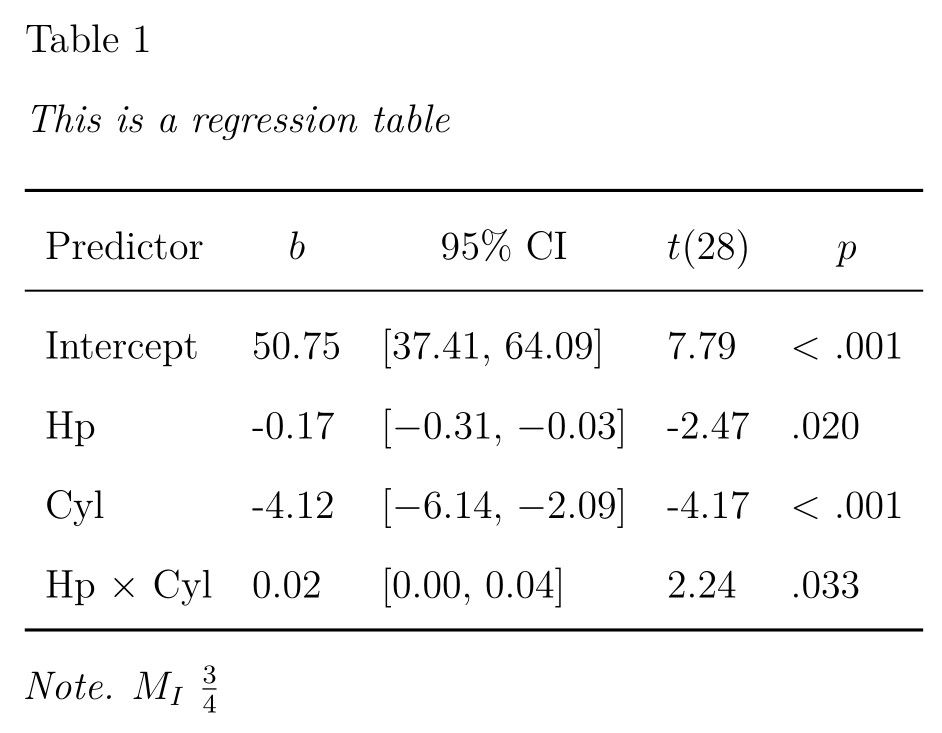 Table 1
This is a regression table
Predictor b 95% CI t(28) p
Intercept 50.75 [37.41, 64.09] 7.79 < .001
Hp -0.17 [−0.31, −0.03] -2.47 .020
Cyl -4.12 [−6.14, −2.09] -4.17 < .001
Hp × Cyl 0.02 [0.00, 0.04] 2.24 .033
Note. M_I 3/4